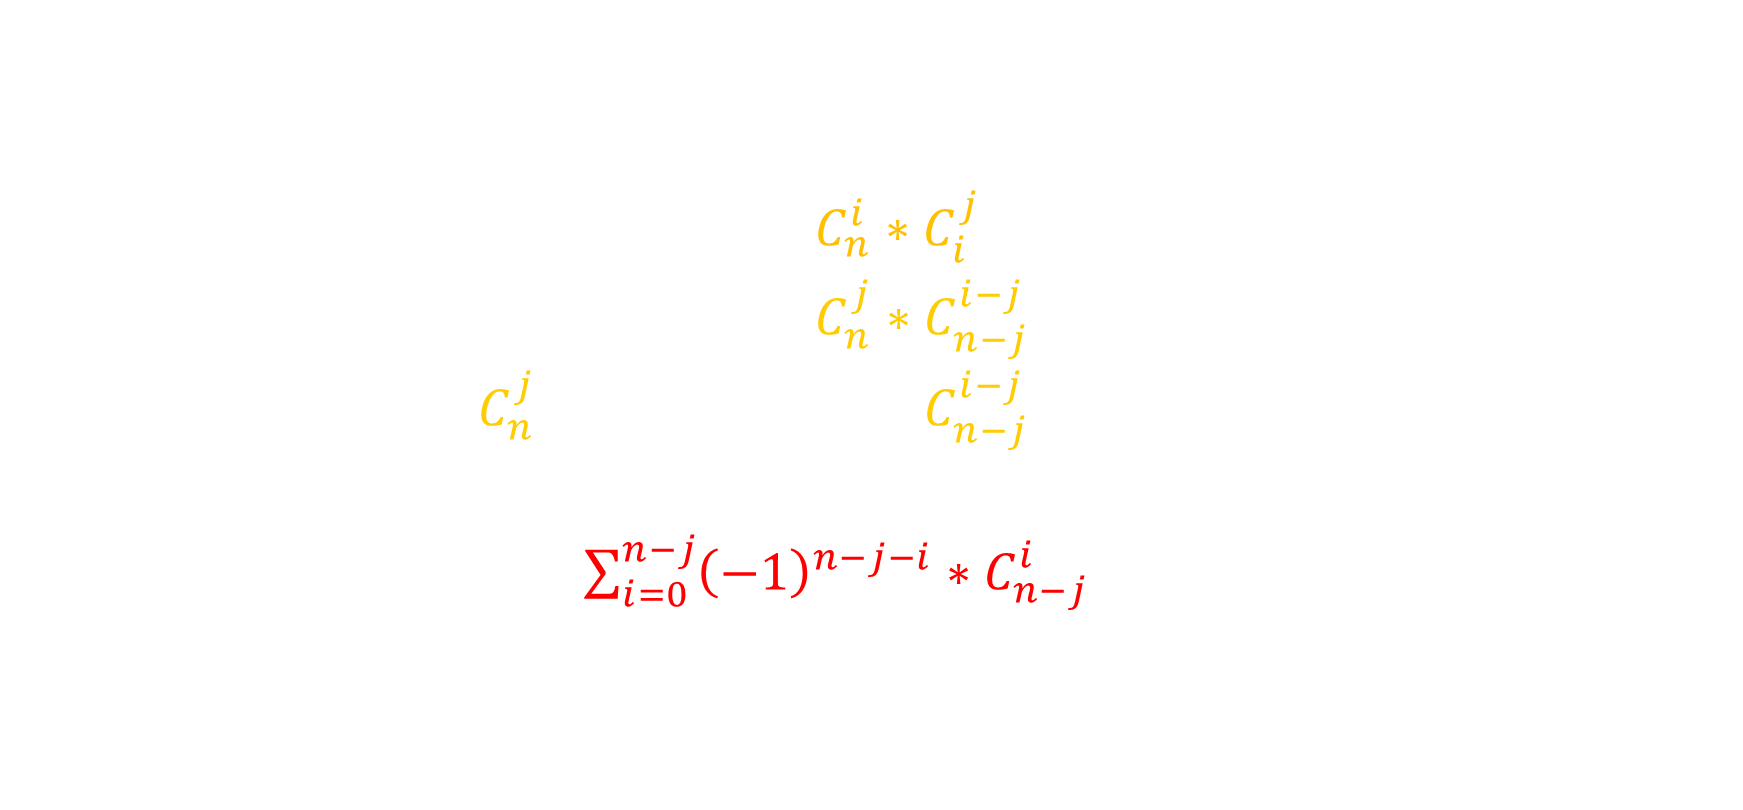 C_n^i * C_i^j
C_n^j * C_{n-j}^{i-j}
C_n^j C_{n-j}^{i-j}
∑_{i=0}^{n-j}(-1)^{n-j-i} * C_{n-j}^i